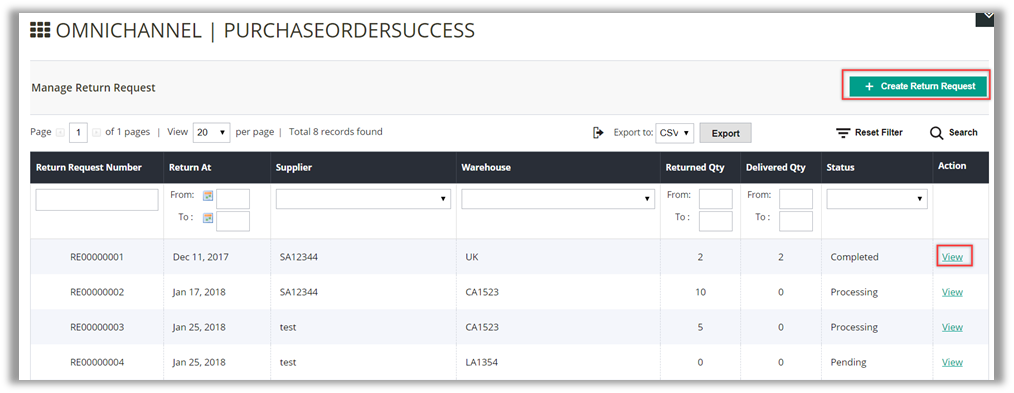 OMNICHANNEL | PURCHASEORDERSUCCESS
Manage Return Request
+ Create Return Request
Page 1 of 1 pages | View 20 per page | Total 8 records found Export to: CSV Export Reset Filter Search
Return Request Number Return At Supplier Warehouse Returned Qty Delivered Qty Status Action
From: From: From:
To : To : To :
RE00000001 Dec 11, 2017 SA12344 UK 2 2 Completed View
RE00000002 Jan 17, 2018 SA12344 CA1523 10 0 Processing View
RE00000003 Jan 25, 2018 test CA1523 5 0 Processing View
RE00000004 Jan 25, 2018 test LA1354 0 0 Pending View